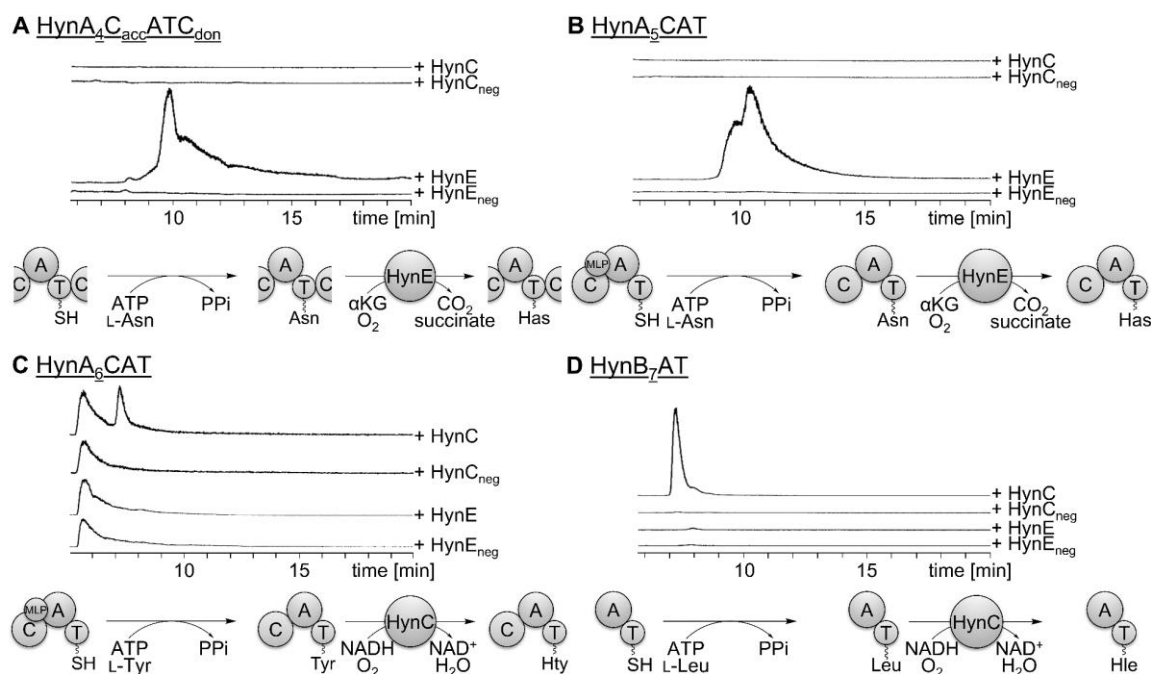 A HynA4CaccATCdon
+ HynC
+ HynCneg
+ HynE
+ HynEneg
10 15 time [min]
C A T C
SH
ATP PPi
L-Asn
A T C
Asn
HynE
αKG CO2
O2 succinate
C A T C
Has
B HynA5CAT
+ HynC
+ HynCneg
+ HynE
+ HynEneg
10 15 time [min]
MLP A
C T
SH
ATP PPi
L-Asn
A
C T
Asn
HynE
αKG CO2
O2 succinate
A
C T
Has
C HynA6CAT
+ HynC
+ HynCneg
+ HynE
+ HynEneg
10 15 time [min]
MLP A
C T
SH
ATP PPi
L-Tyr
A
C T
Tyr
HynC
NADH NAD+
O2 H2O
A
C T
Hty
D HynB7AT
+ HynC
+ HynCneg
+ HynE
+ HynEneg
10 15 time [min]
A
T
SH
ATP PPi
L-Leu
A
T
Leu
HynC
NADH NAD+
O2 H2O
A
T
Hle